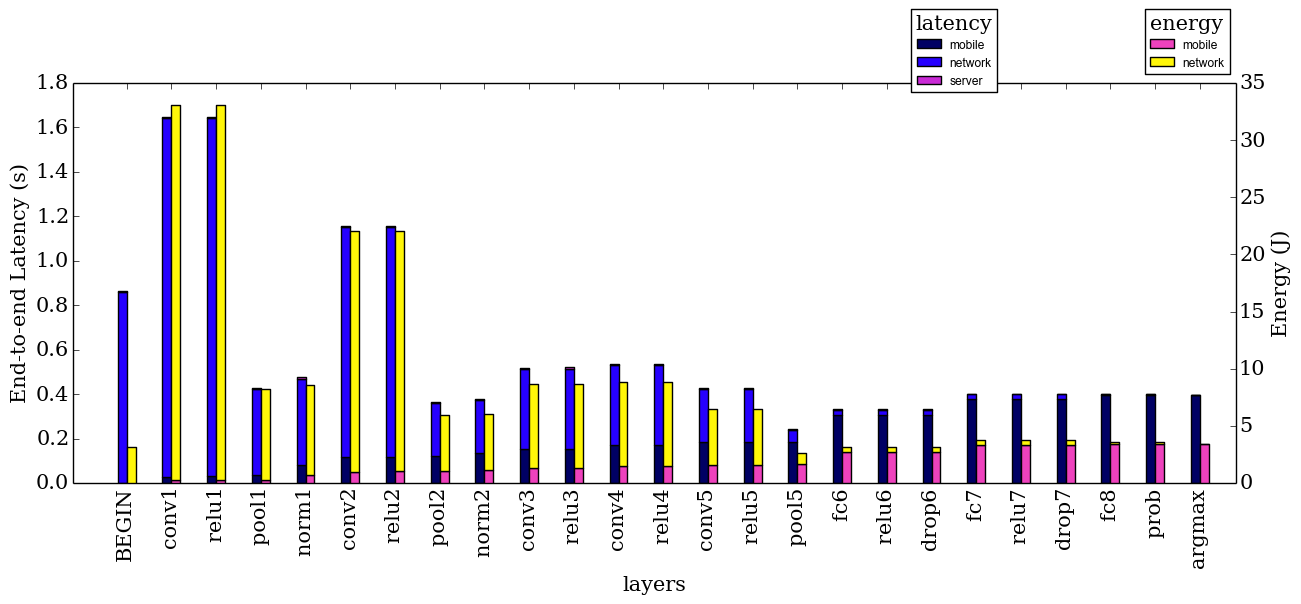 latency
mobile
network
server
energy
mobile
network
End-to-end Latency (s)
1.8
1.6
1.4
1.2
1.0
0.8
0.6
0.4
0.2
0.0
35
30
25
20
15
10
5
0
Energy (J)
BEGIN
conv1
relu1
pool1
norm1
conv2
relu2
pool2
norm2
conv3
relu3
conv4
relu4
conv5
relu5
pool5
fc6
relu6
drop6
fc7
relu7
drop7
fc8
prob
argmax
layers